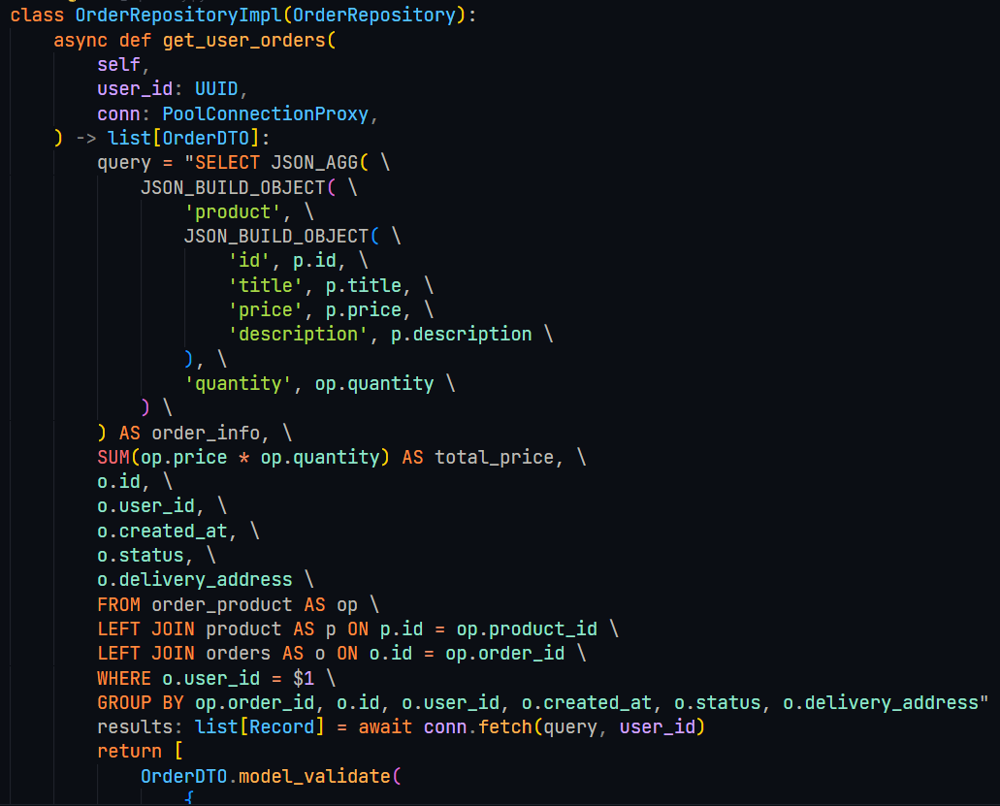 class OrderRepositoryImpl(OrderRepository):
    async def get_user_orders(
        self,
        user_id: UUID,
        conn: PoolConnectionProxy,
    ) -> list[OrderDTO]:
        query = "SELECT JSON_AGG( \
            JSON_BUILD_OBJECT( \
                'product', \
                JSON_BUILD_OBJECT( \
                    'id', p.id, \
                    'title', p.title, \
                    'price', p.price, \
                    'description', p.description \
                ), \
                'quantity', op.quantity \
            ) \
        ) AS order_info, \
        SUM(op.price * op.quantity) AS total_price, \
        o.id, \
        o.user_id, \
        o.created_at, \
        o.status, \
        o.delivery_address \
        FROM order_product AS op \
        LEFT JOIN product AS p ON p.id = op.product_id \
        LEFT JOIN orders AS o ON o.id = op.order_id \
        WHERE o.user_id = $1 \
        GROUP BY op.order_id, o.id, o.user_id, o.created_at, o.status, o.delivery_address"
        results: list[Record] = await conn.fetch(query, user_id)
        return [
            OrderDTO.model_validate(
                {